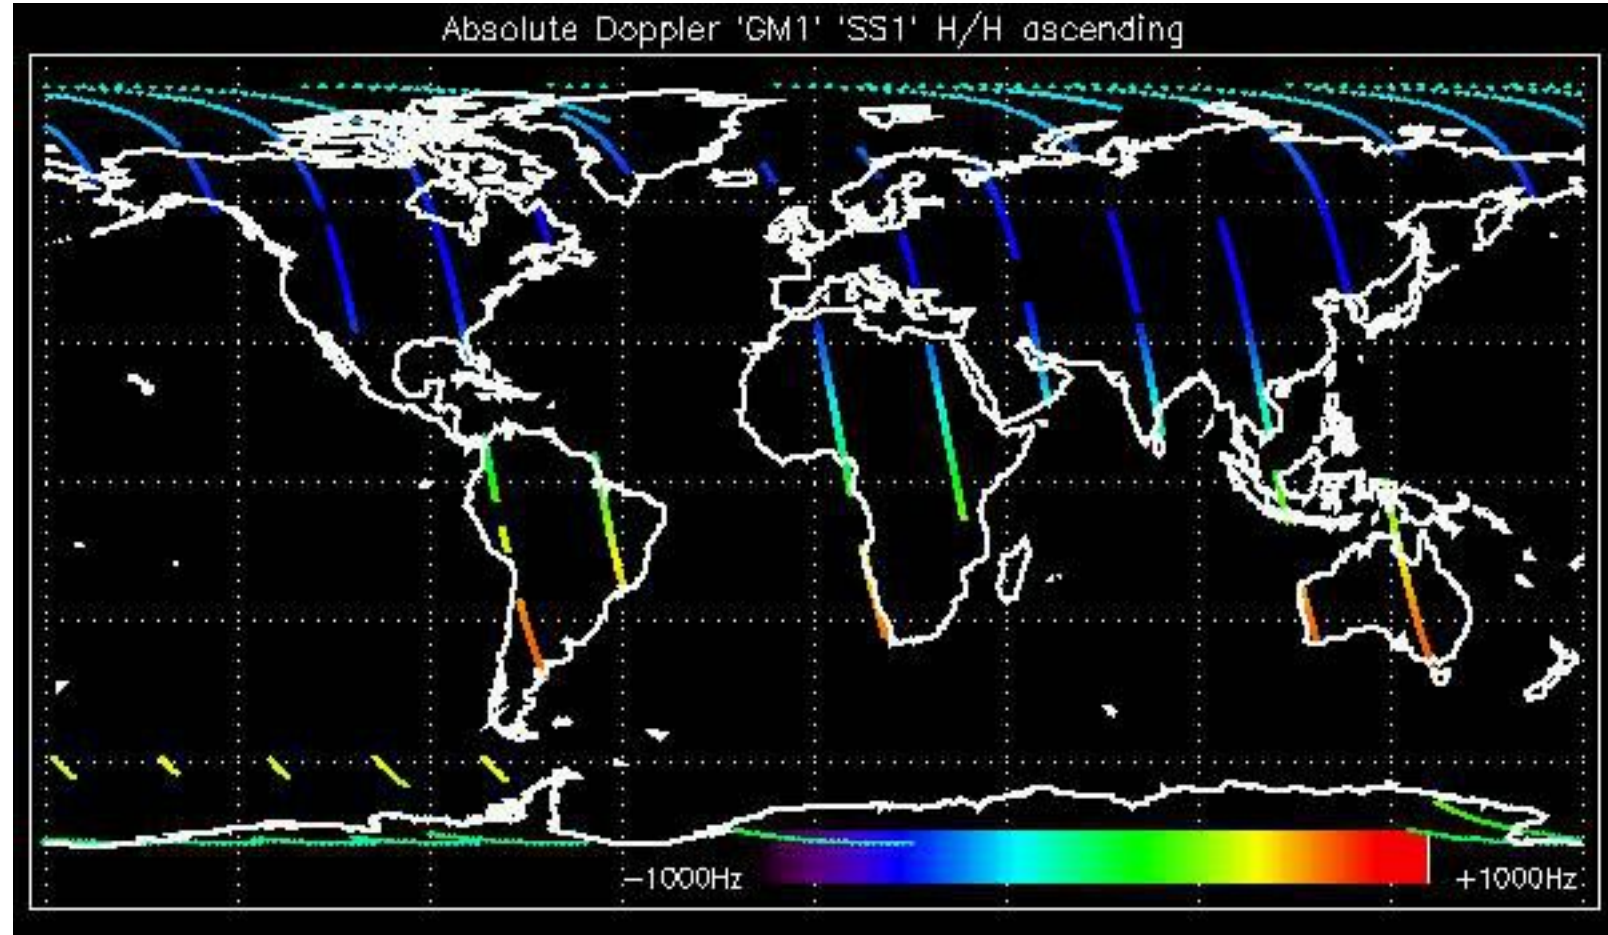 Absolute Doppler 'GM1' 'SS1' H/H ascending
−1000Hz
+1000Hz